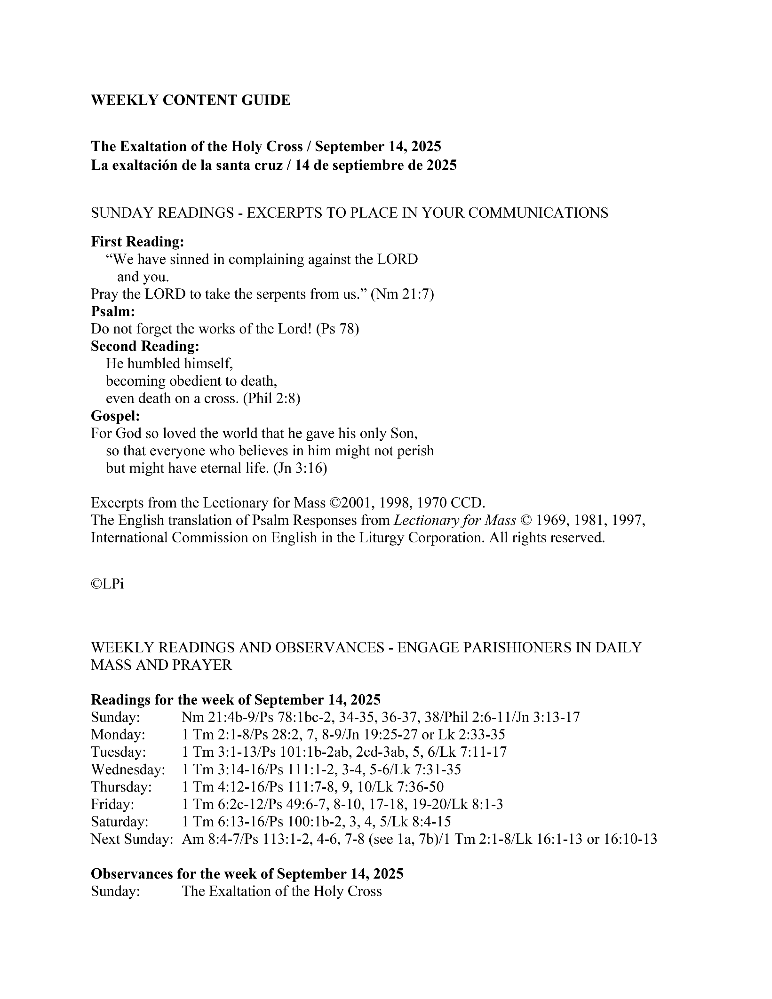 WEEKLY CONTENT GUIDE
The Exaltation of the Holy Cross / September 14, 2025
La exaltación de la santa cruz / 14 de septiembre de 2025
SUNDAY READINGS - EXCERPTS TO PLACE IN YOUR COMMUNICATIONS
First Reading:
“We have sinned in complaining against the LORD
and you.
Pray the LORD to take the serpents from us.” (Nm 21:7)
Psalm:
Do not forget the works of the Lord! (Ps 78)
Second Reading:
He humbled himself,
becoming obedient to death,
even death on a cross. (Phil 2:8)
Gospel:
For God so loved the world that he gave his only Son,
so that everyone who believes in him might not perish
but might have eternal life. (Jn 3:16)
Excerpts from the Lectionary for Mass ©2001, 1998, 1970 CCD.
The English translation of Psalm Responses from Lectionary for Mass © 1969, 1981, 1997,
International Commission on English in the Liturgy Corporation. All rights reserved.
©LPi
WEEKLY READINGS AND OBSERVANCES - ENGAGE PARISHIONERS IN DAILY
MASS AND PRAYER
Readings for the week of September 14, 2025
Sunday: Nm 21:4b-9/Ps 78:1bc-2, 34-35, 36-37, 38/Phil 2:6-11/Jn 3:13-17
Monday: 1 Tm 2:1-8/Ps 28:2, 7, 8-9/Jn 19:25-27 or Lk 2:33-35
Tuesday: 1 Tm 3:1-13/Ps 101:1b-2ab, 2cd-3ab, 5, 6/Lk 7:11-17
Wednesday: 1 Tm 3:14-16/Ps 111:1-2, 3-4, 5-6/Lk 7:31-35
Thursday: 1 Tm 4:12-16/Ps 111:7-8, 9, 10/Lk 7:36-50
Friday: 1 Tm 6:2c-12/Ps 49:6-7, 8-10, 17-18, 19-20/Lk 8:1-3
Saturday: 1 Tm 6:13-16/Ps 100:1b-2, 3, 4, 5/Lk 8:4-15
Next Sunday: Am 8:4-7/Ps 113:1-2, 4-6, 7-8 (see 1a, 7b)/1 Tm 2:1-8/Lk 16:1-13 or 16:10-13
Observances for the week of September 14, 2025
Sunday: The Exaltation of the Holy Cross